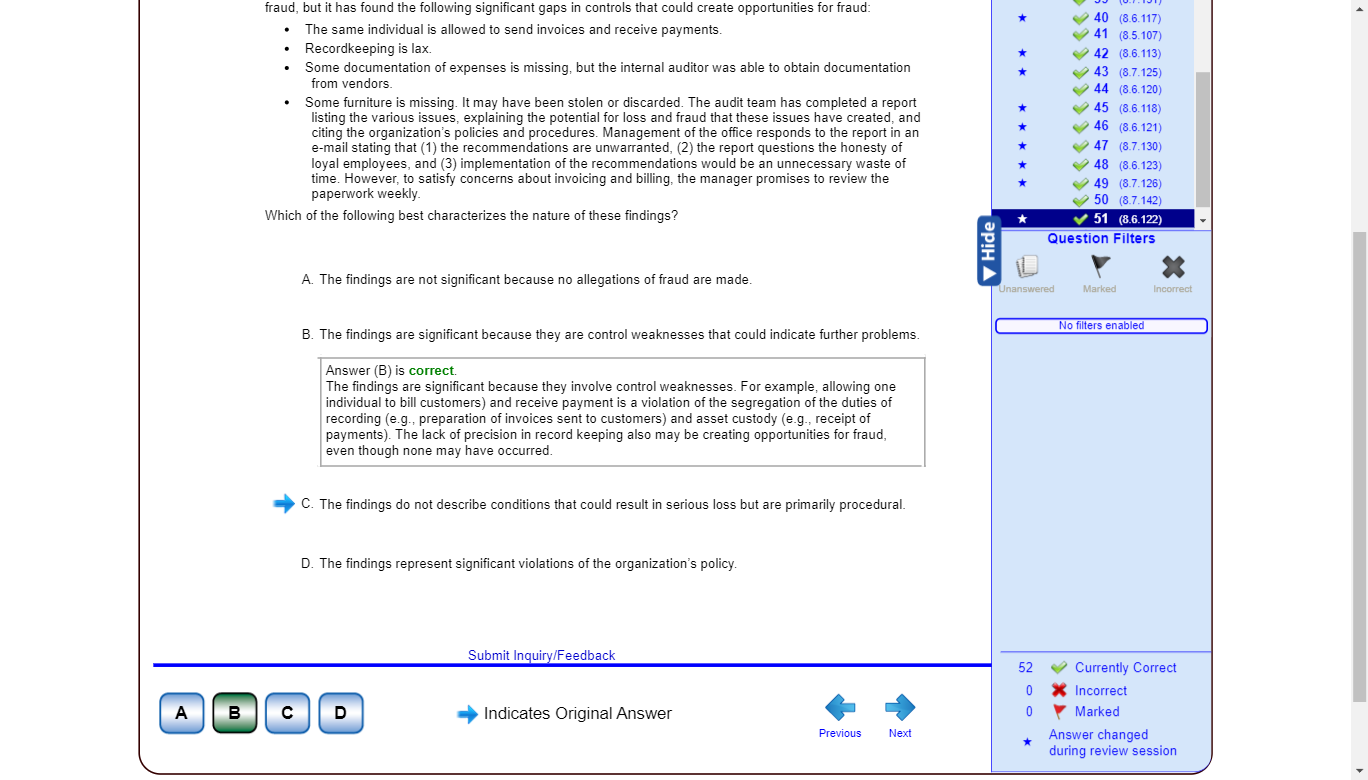 fraud, but it has found the following significant gaps in controls that could create opportunities for fraud:
• The same individual is allowed to send invoices and receive payments.
• Recordkeeping is lax.
• Some documentation of expenses is missing, but the internal auditor was able to obtain documentation
from vendors.
• Some furniture is missing. It may have been stolen or discarded. The audit team has completed a report
listing the various issues, explaining the potential for loss and fraud that these issues have created, and
citing the organization's policies and procedures. Management of the office responds to the report in an
e-mail stating that (1) the recommendations are unwarranted, (2) the report questions the honesty of
loyal employees, and (3) implementation of the recommendations would be an unnecessary waste of
time. However, to satisfy concerns about invoicing and billing, the manager promises to review the
paperwork weekly.
Which of the following best characterizes the nature of these findings?
A. The findings are not significant because no allegations of fraud are made.
B. The findings are significant because they are control weaknesses that could indicate further problems.
Answer (B) is correct.
The findings are significant because they involve control weaknesses. For example, allowing one
individual to bill customers) and receive payment is a violation of the segregation of the duties of
recording (e.g., preparation of invoices sent to customers) and asset custody (e.g., receipt of
payments). The lack of precision in record keeping also may be creating opportunities for fraud,
even though none may have occurred.
C. The findings do not describe conditions that could result in serious loss but are primarily procedural.
D. The findings represent significant violations of the organization's policy.
Submit Inquiry/Feedback
A B C D
Indicates Original Answer
Previous
Next
40 (8.6.117)
41 (8.5.107)
42 (8.6.113)
43 (8.7.125)
44 (8.6.120)
45 (8.6.118)
46 (8.6.121)
47 (8.7.130)
48 (8.6.123)
49 (8.7.126)
50 (8.7.142)
51 (8.6.122)
Hide
Question Filters
Unanswered
Marked
Incorrect
No filters enabled
52 Currently Correct
0 Incorrect
0 Marked
Answer changed
during review session